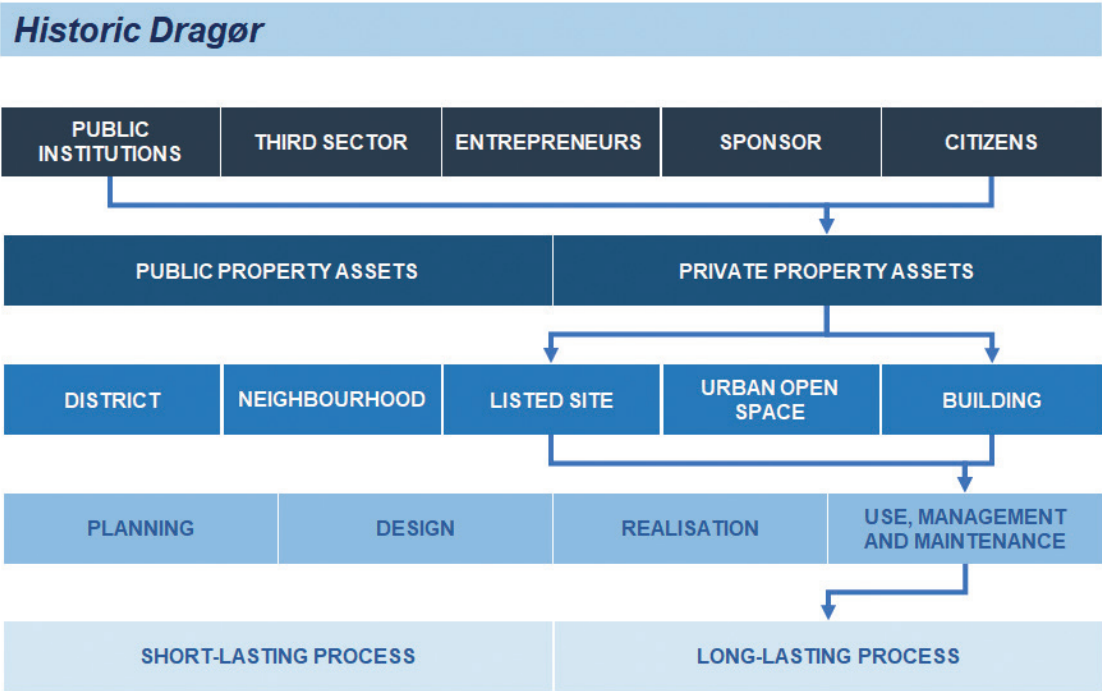 Historic Dragør
PUBLIC
INSTITUTIONS
THIRD SECTOR
ENTREPRENEURS
SPONSOR
CITIZENS
PUBLIC PROPERTY ASSETS
PRIVATE PROPERTY ASSETS
DISTRICT
NEIGHBOURHOOD
LISTED SITE
URBAN OPEN
SPACE
BUILDING
PLANNING
DESIGN
REALISATION
USE, MANAGEMENT
AND MAINTENANCE
SHORT-LASTING PROCESS
LONG-LASTING PROCESS